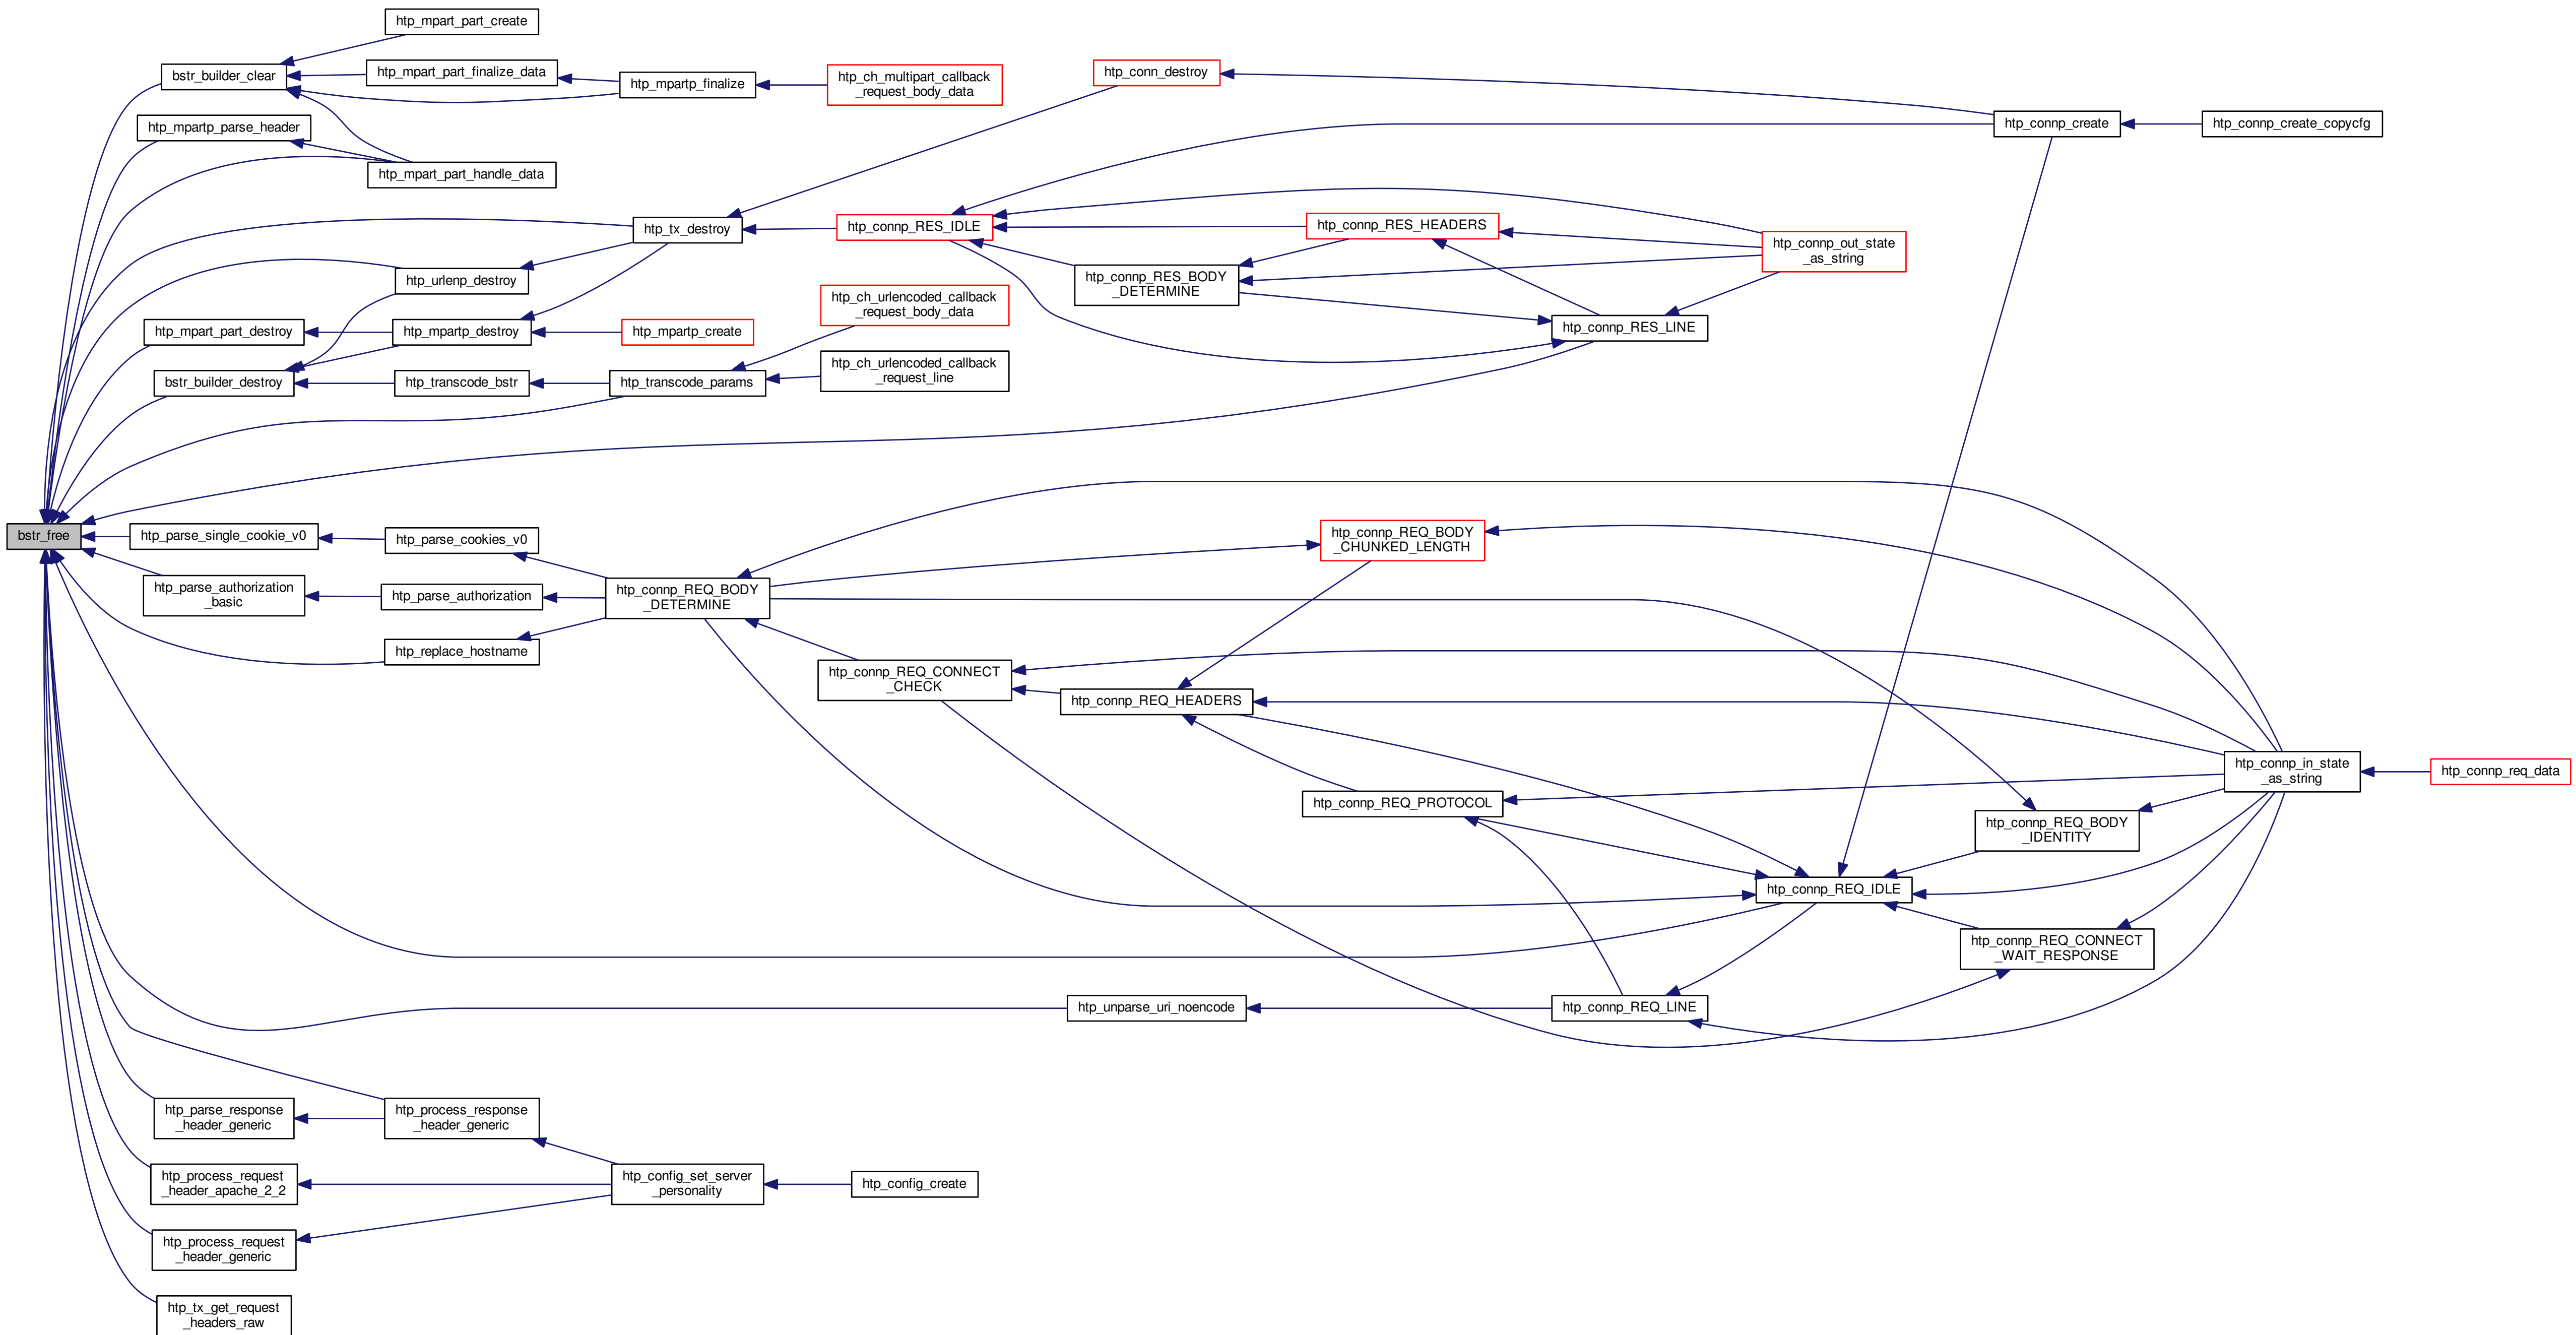 htp_mpart_part_create
bstr_builder_clear
htp_mpart_part_finalize_data
htp_mpartp_finalize
htp_ch_multipart_callback
_request_body_data
htp_conn_destroy
htp_connp_create
htp_connp_create_copycfg
htp_mpartp_parse_header
htp_mpart_part_handle_data
htp_tx_destroy
htp_connp_RES_IDLE
htp_connp_RES_HEADERS
htp_connp_out_state
_as_string
htp_urlenp_destroy
htp_connp_RES_BODY
_DETERMINE
htp_ch_urlencoded_callback
_request_body_data
htp_mpart_part_destroy
htp_mpartp_destroy
htp_mpartp_create
htp_connp_RES_LINE
bstr_builder_destroy
htp_transcode_bstr
htp_transcode_params
htp_ch_urlencoded_callback
_request_line
bstr_free
htp_parse_single_cookie_v0
htp_parse_cookies_v0
htp_connp_REQ_BODY
_CHUNKED_LENGTH
htp_parse_authorization
_basic
htp_parse_authorization
htp_connp_REQ_BODY
_DETERMINE
htp_replace_hostname
htp_connp_REQ_CONNECT
_CHECK
htp_connp_REQ_HEADERS
htp_connp_in_state
_as_string
htp_connp_req_data
htp_connp_REQ_PROTOCOL
htp_connp_REQ_BODY
_IDENTITY
htp_connp_REQ_IDLE
htp_connp_REQ_CONNECT
_WAIT_RESPONSE
htp_unparse_uri_noencode
htp_connp_REQ_LINE
htp_parse_response
_header_generic
htp_process_response
_header_generic
htp_process_request
_header_apache_2_2
htp_config_set_server
_personality
htp_config_create
htp_process_request
_header_generic
htp_tx_get_request
_headers_raw